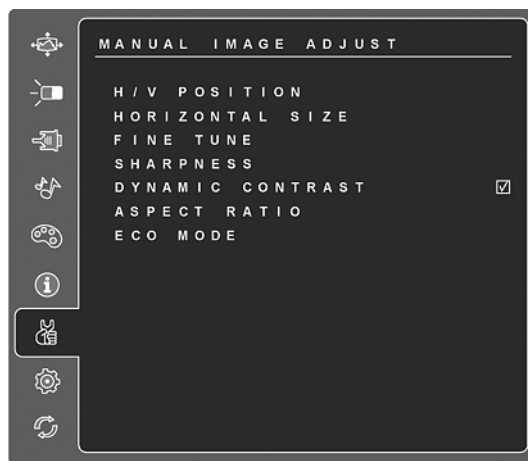 MANUAL IMAGE ADJUST
H/V POSITION
HORIZONTAL SIZE
FINE TUNE
SHARPNESS
DYNAMIC CONTRAST
ASPECT RATIO
ECO MODE